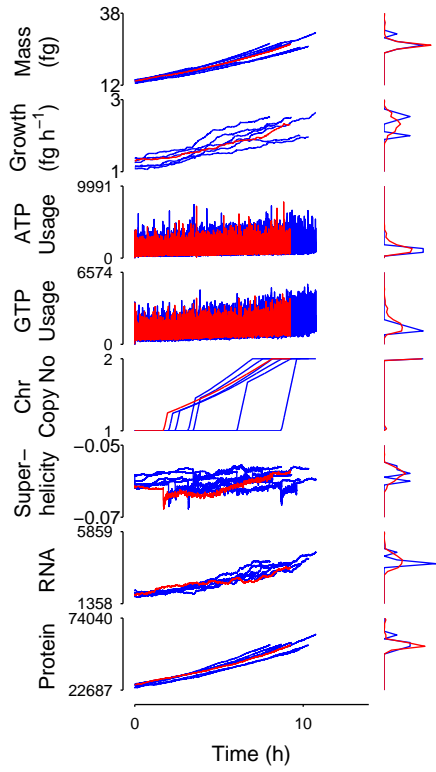 38
Mass
(fg)
12
3
Growth
(fg h⁻¹)
1
9991
ATP
Usage
0
6574
GTP
Usage
0
2
Chr
Copy No
1
−0.05
Super−
helicity
−0.07
5859
RNA
1358
74040
Protein
22687
0 10
Time (h)